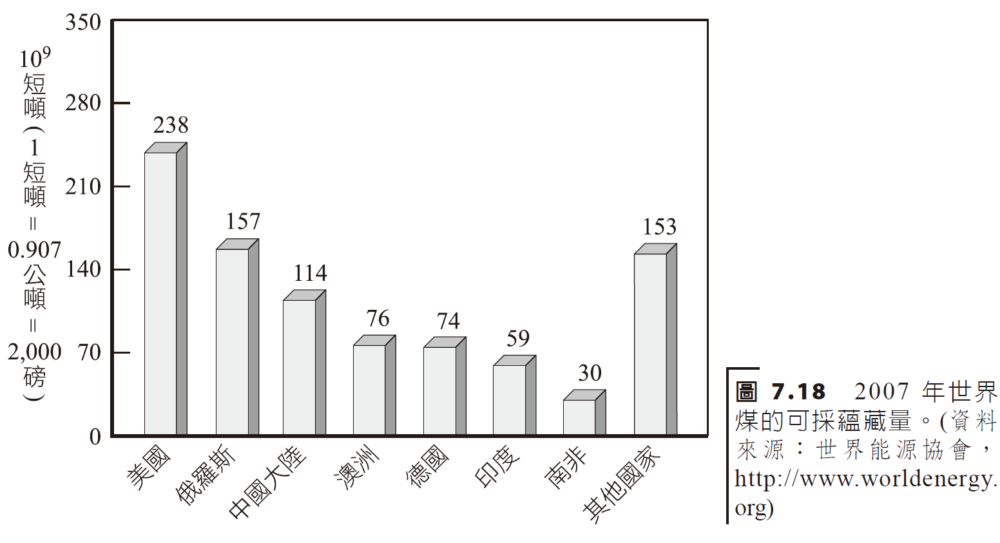 10⁹短噸(1短噸=0.907公噸=2,000磅)
350
280
210
140
70
0
238
157
114
76
74
59
30
153
美國
俄羅斯
中國大陸
澳洲
德國
印度
南非
其他國家
圖 7.18 2007 年世界
煤的可採蘊藏量。(資料
來源：世界能源協會，
http://www.worldenergy.
org)